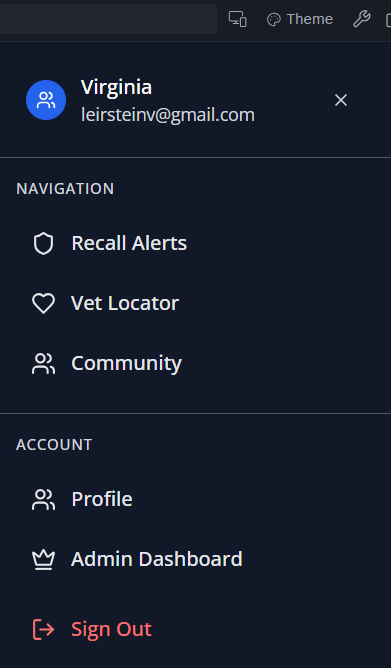 Theme
Virginia
leirsteinv@gmail.com
NAVIGATION
Recall Alerts
Vet Locator
Community
ACCOUNT
Profile
Admin Dashboard
Sign Out